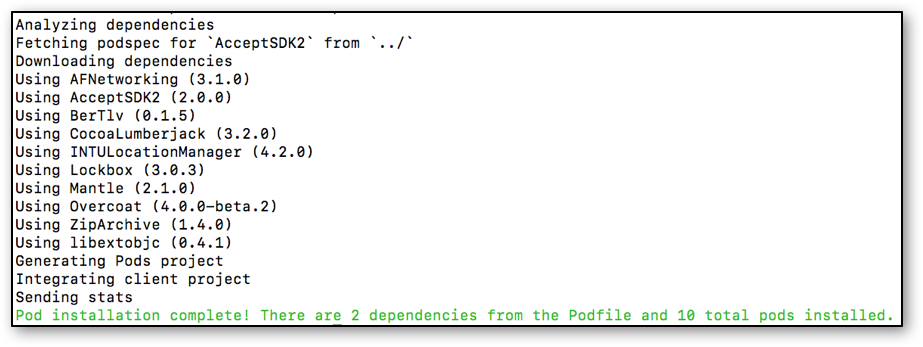 Analyzing dependencies
Fetching podspec for `AcceptSDK2` from `../`
Downloading dependencies
Using AFNetworking (3.1.0)
Using AcceptSDK2 (2.0.0)
Using BerTlv (0.1.5)
Using CocoaLumberjack (3.2.0)
Using INTULocationManager (4.2.0)
Using Lockbox (3.0.3)
Using Mantle (2.1.0)
Using Overcoat (4.0.0-beta.2)
Using ZipArchive (1.4.0)
Using libextobjc (0.4.1)
Generating Pods project
Integrating client project
Sending stats
Pod installation complete! There are 2 dependencies from the Podfile and 10 total pods installed.